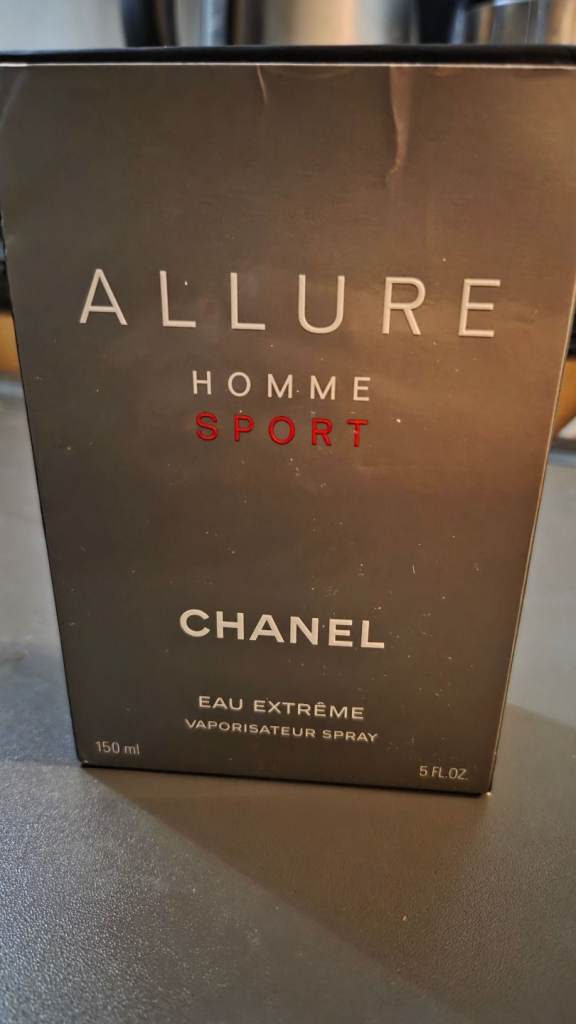 ALLURE
HOMME
SPORT
CHANEL
EAU EXTRÊME
VAPORISATEUR SPRAY
150 ml
5 FL.OZ.